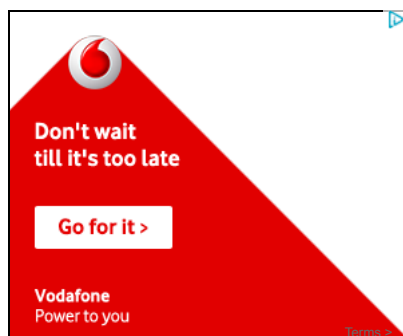 Don't wait
till it's too late
Go for it >
Vodafone
Power to you
Terms >